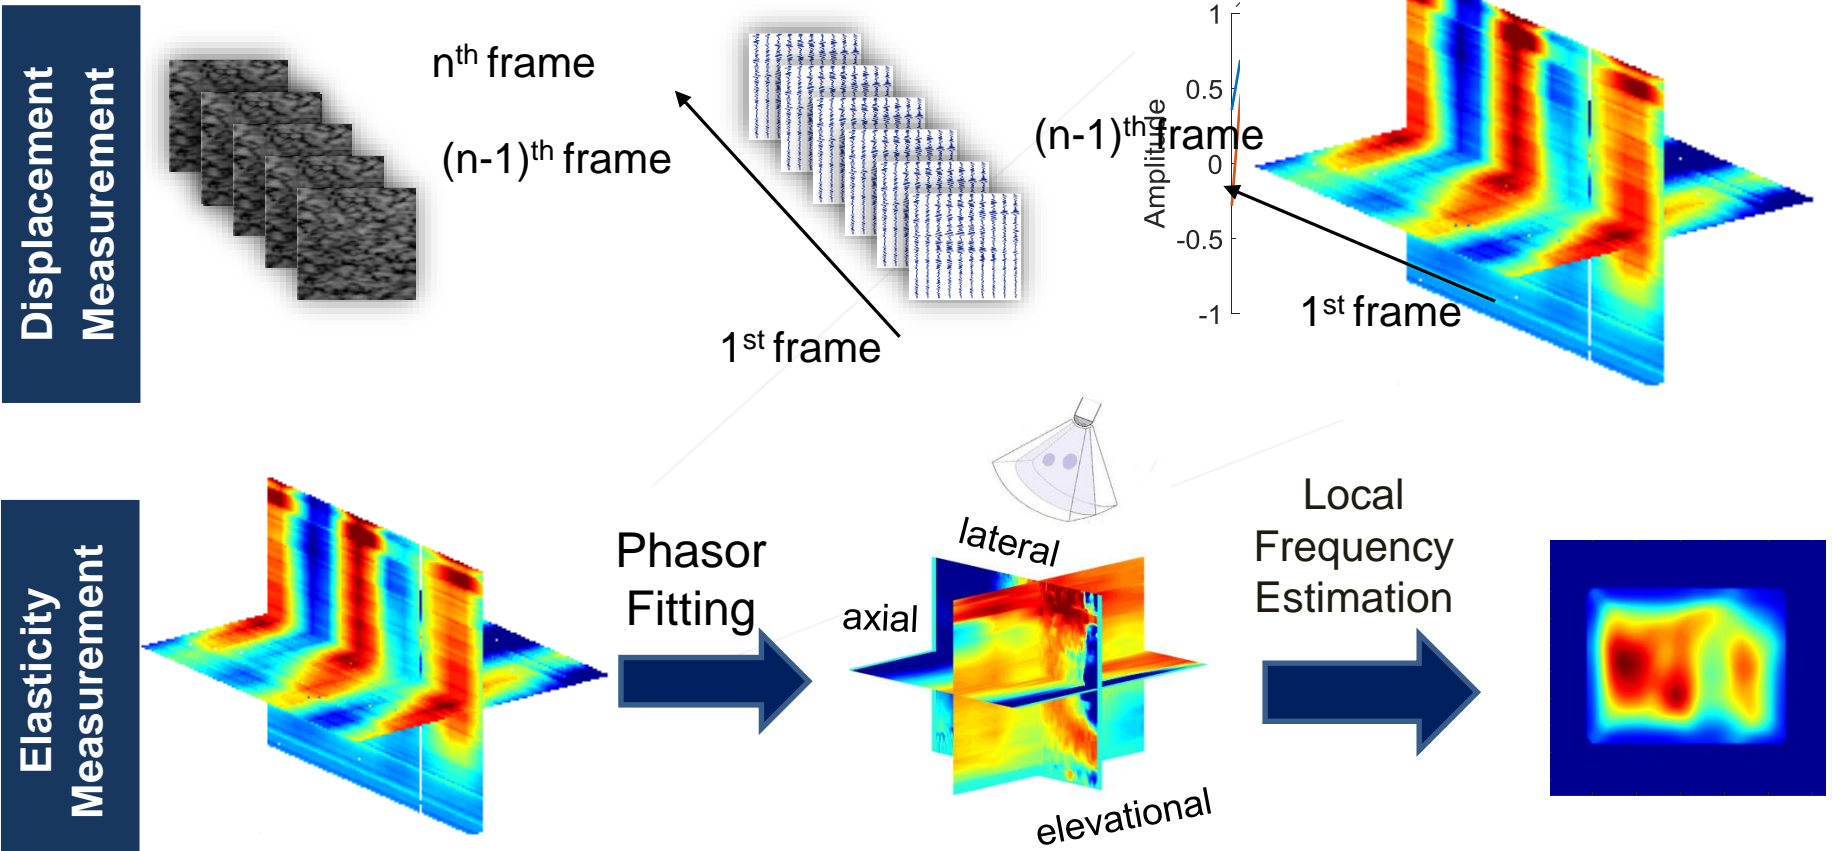 Displacement
Measurement
nth frame
(n-1)th frame
1st frame
(n-1)th frame
1st frame
Amplitude
1
0.5
0
-0.5
-1
Elasticity
Measurement
Phasor
Fitting
lateral
axial
elevational
Local
Frequency
Estimation